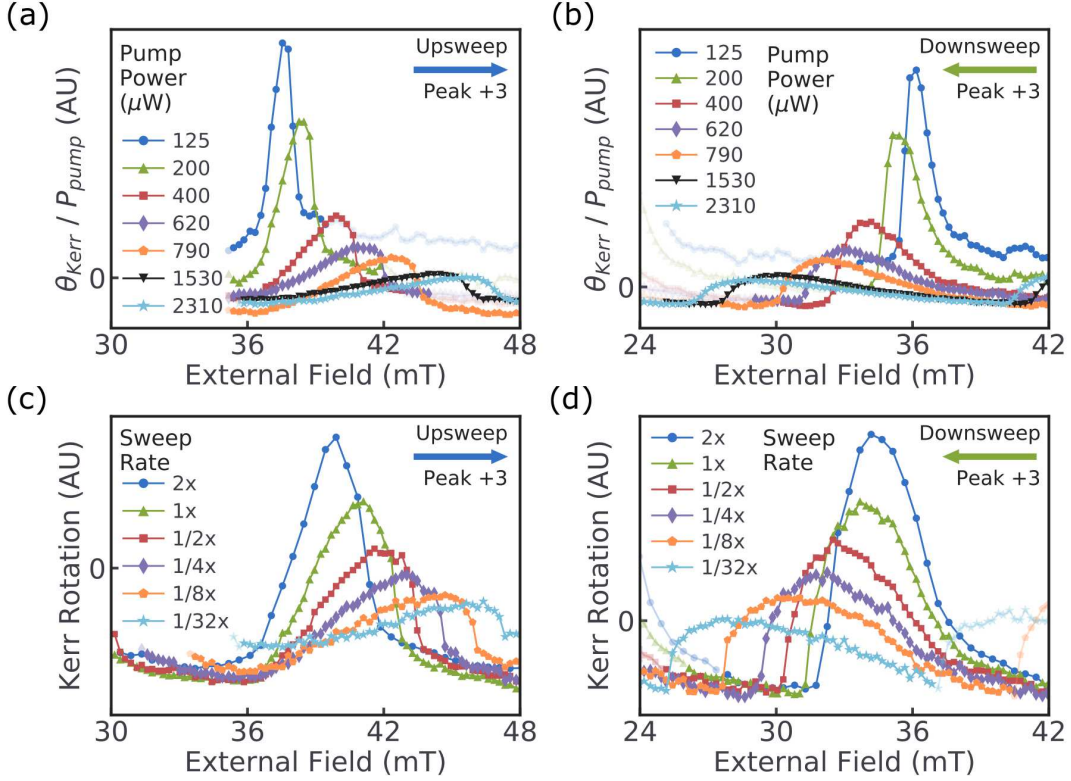 (a)
θ_Kerr / P_pump (AU)
0
Pump
Power
(μW)
125
200
400
620
790
1530
2310
Upsweep
Peak +3
30 36 42 48
External Field (mT)
(b)
θ_Kerr / P_pump (AU)
0
125
200
400
620
790
1530
2310
Pump
Power
(μW)
Downsweep
Peak +3
24 30 36 42
External Field (mT)
(c)
Kerr Rotation (AU)
0
Sweep
Rate
2x
1x
1/2x
1/4x
1/8x
1/32x
Upsweep
Peak +3
30 36 42 48
External Field (mT)
(d)
Kerr Rotation (AU)
0
2x
1x
1/2x
1/4x
1/8x
1/32x
Sweep
Rate
Downsweep
Peak +3
24 30 36 42
External Field (mT)